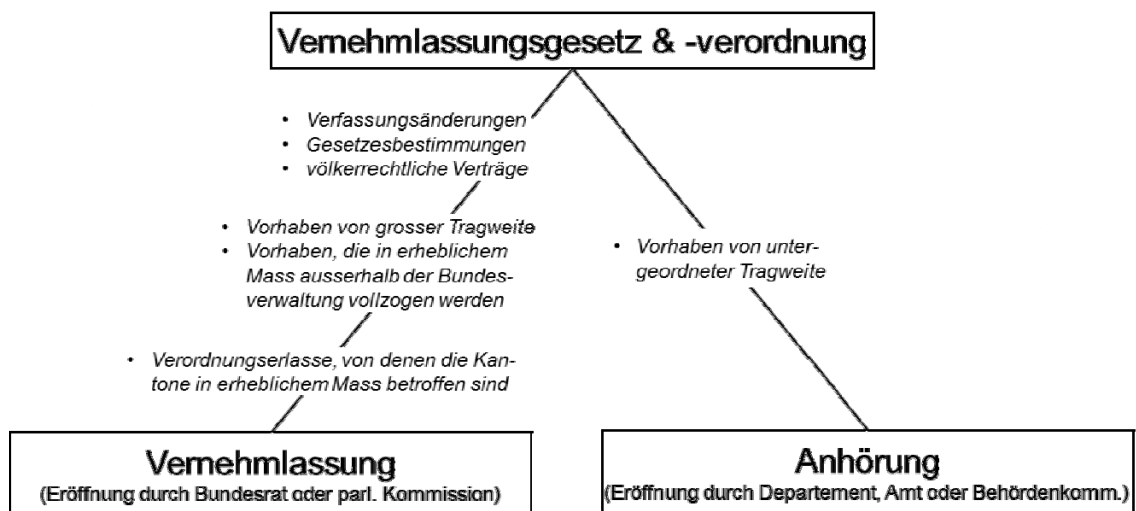 Vernehmlassungsgesetz & -verordnung
• Verfassungsänderungen
• Gesetzesbestimmungen
• völkerrechtliche Verträge
• Vorhaben von grosser Tragweite
• Vorhaben, die in erheblichem
Mass ausserhalb der Bundes-
verwaltung vollzogen werden
• Verordnungserlasse, von denen die Kan-
tone in erheblichem Mass betroffen sind
• Vorhaben von unter-
geordneter Tragweite
Vernehmlassung
(Eröffnung durch Bundesrat oder parl. Kommission)
Anhörung
(Eröffnung durch Departement, Amt oder Behördenkomm.)